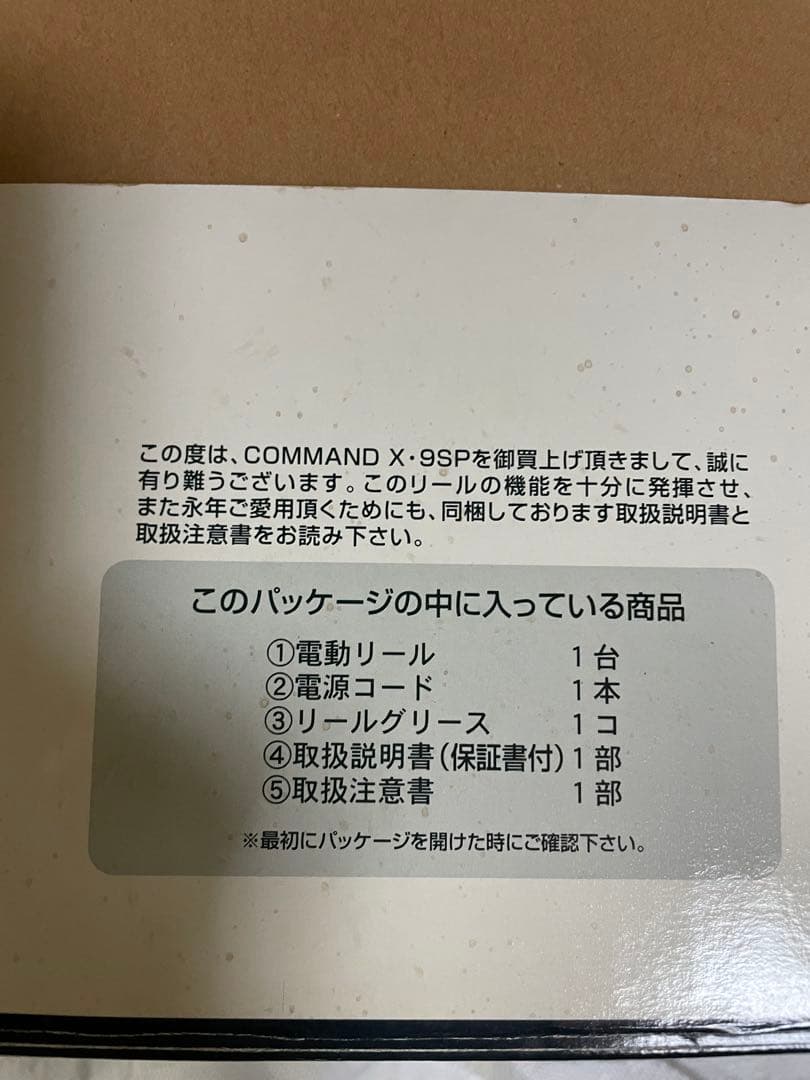 この度は、COMMAND X・9SPを御買上げ頂きまして、誠に
有り難うございます。このリールの機能を十分に発揮させ、
また永年ご愛用頂くためにも、同梱しております取扱説明書と
取扱注意書をお読み下さい。
このパッケージの中に入っている商品
①電動リール 1台
②電源コード 1本
③リールグリース 1コ
④取扱説明書(保証書付) 1部
⑤取扱注意書 1部
※最初にパッケージを開けた時にご確認下さい。